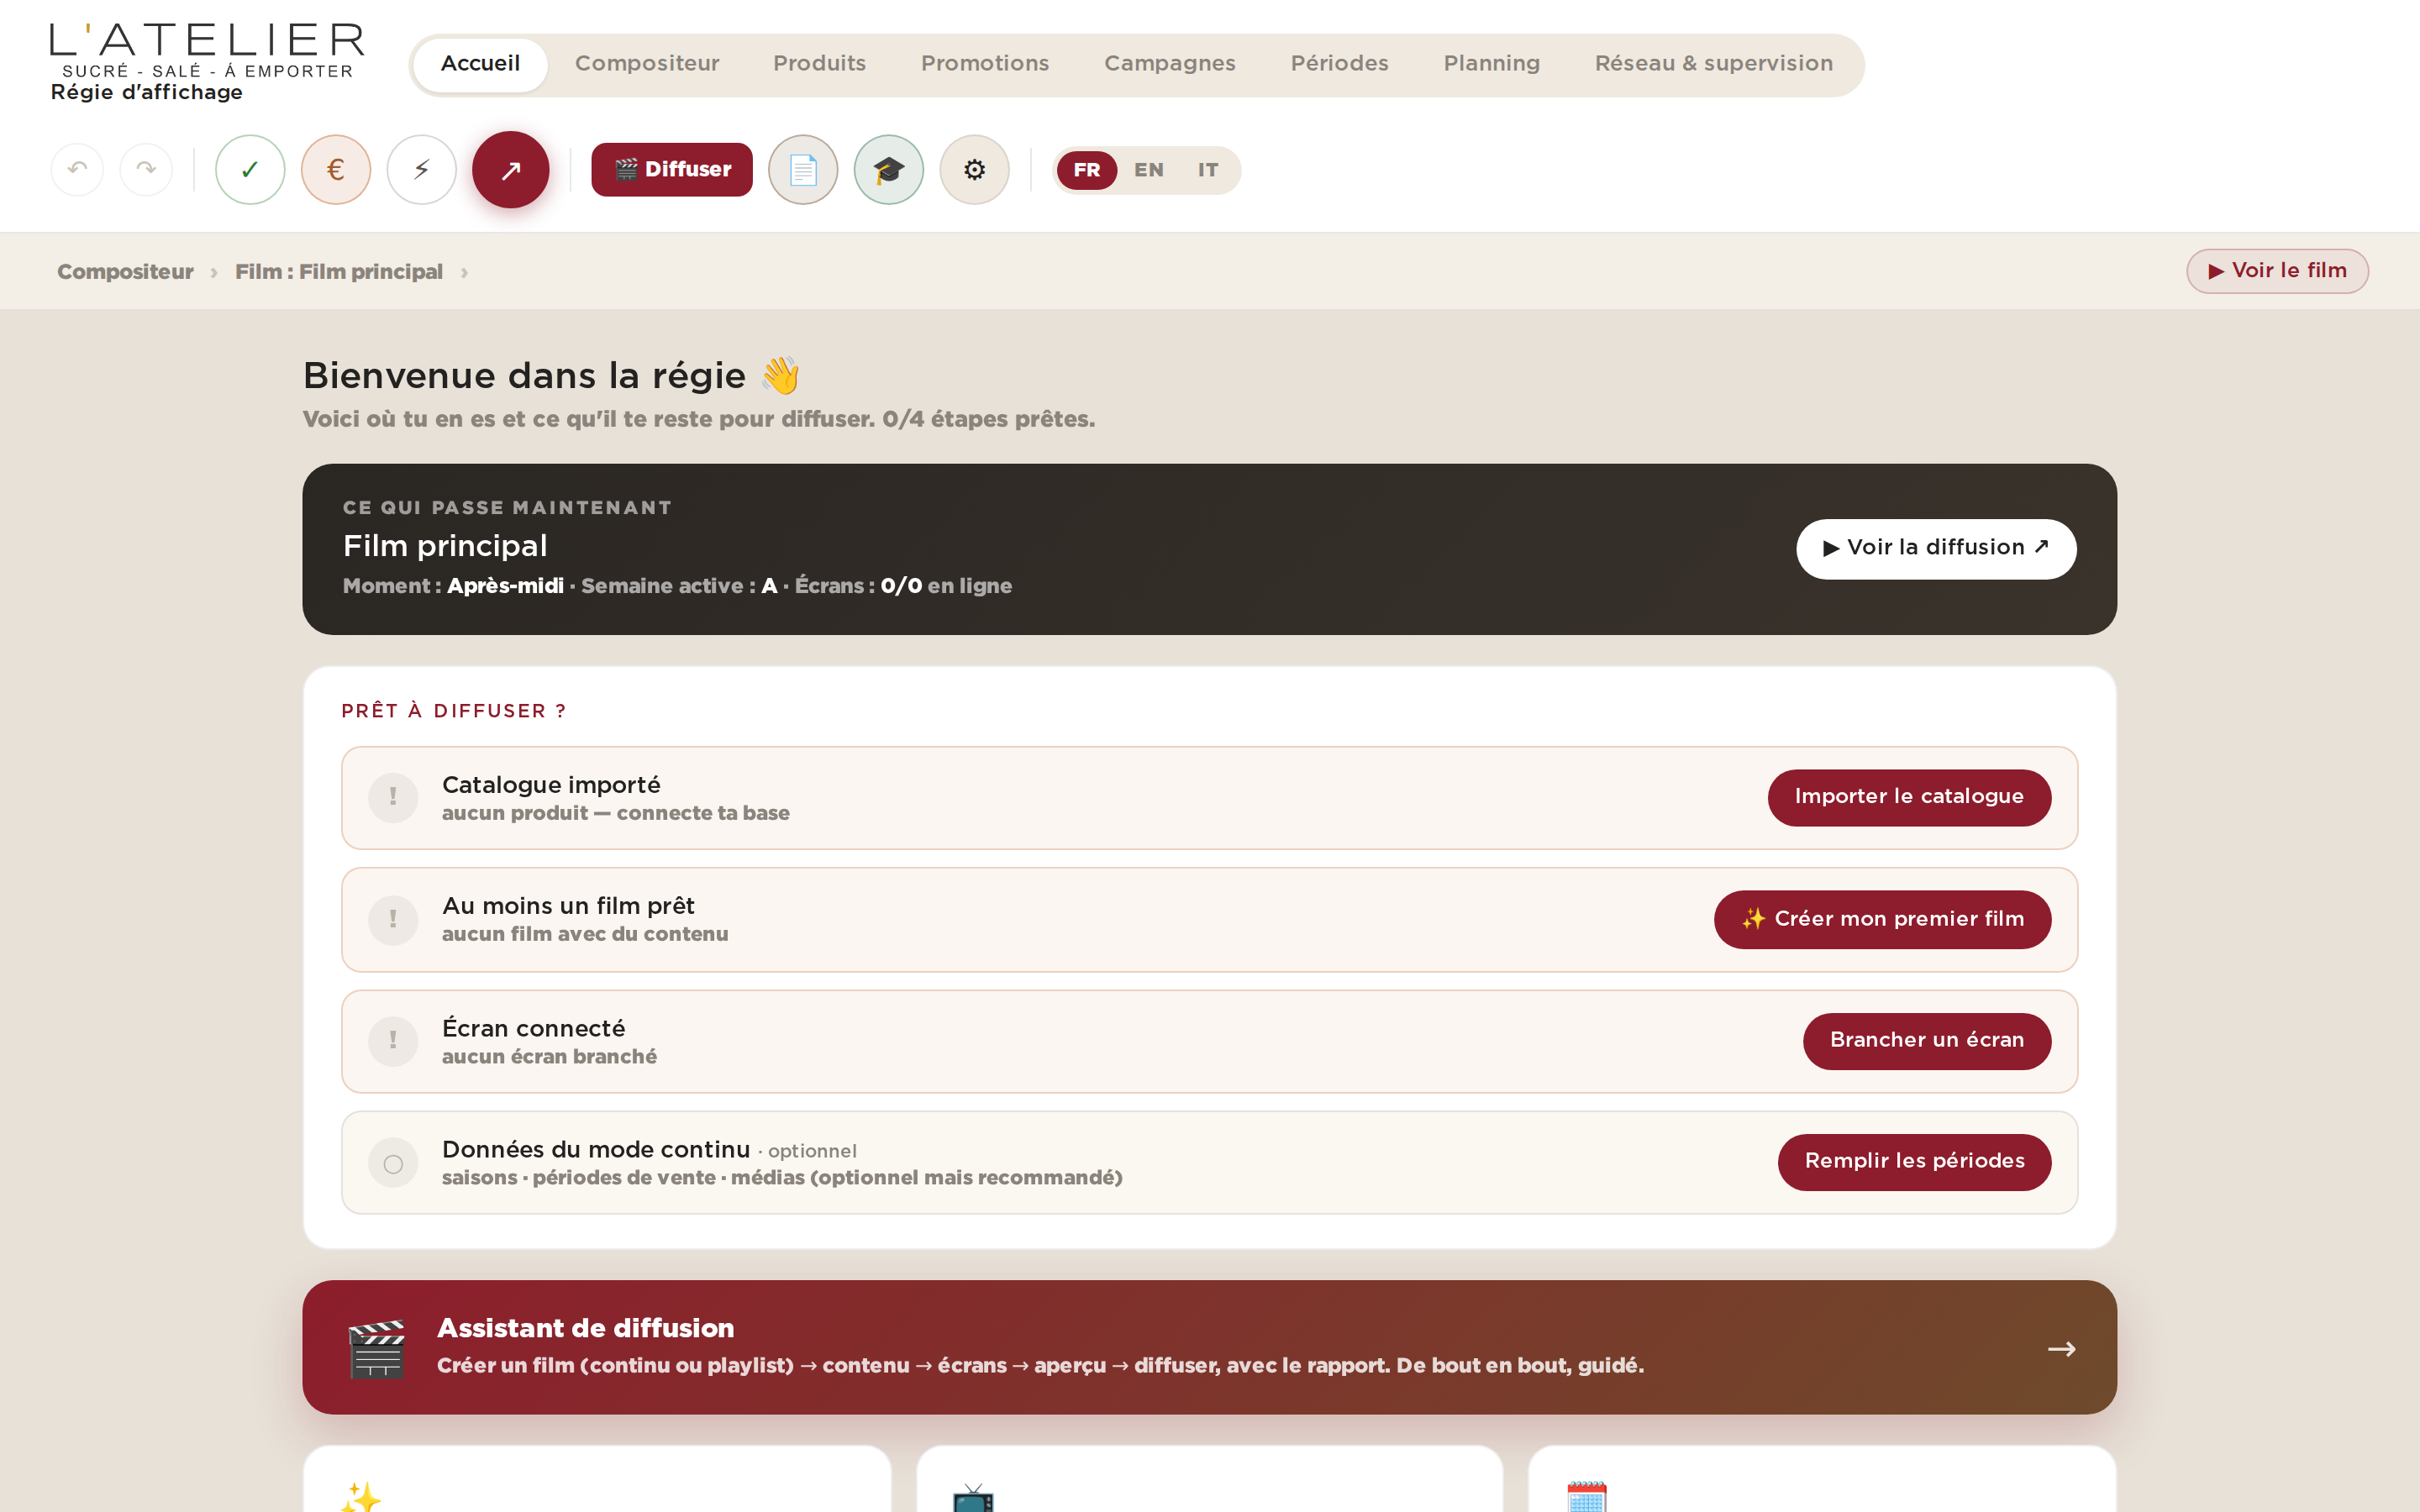 L'ATELIER
SUCRÉ - SALÉ - Á EMPORTER
Régie d'affichage
Accueil
Compositeur
Produits
Promotions
Campagnes
Périodes
Planning
Réseau & supervision
↶ ↷ ✓ € ⚡ ↗
🎬 Diffuser
📄 🎓 ⚙
FR EN IT
Compositeur › Film : Film principal ›
▶ Voir le film
Bienvenue dans la régie 👋
Voici où tu en es et ce qu'il te reste pour diffuser. 0/4 étapes prêtes.
CE QUI PASSE MAINTENANT
Film principal
Moment : Après-midi · Semaine active : A · Écrans : 0/0 en ligne
▶ Voir la diffusion ↗
PRÊT À DIFFUSER ?
! Catalogue importé
aucun produit — connecte ta base
Importer le catalogue
! Au moins un film prêt
aucun film avec du contenu
✨ Créer mon premier film
! Écran connecté
aucun écran branché
Brancher un écran
○ Données du mode continu · optionnel
saisons · périodes de vente · médias (optionnel mais recommandé)
Remplir les périodes
🎬 Assistant de diffusion
Créer un film (continu ou playlist) → contenu → écrans → aperçu → diffuser, avec le rapport. De bout en bout, guidé.
→